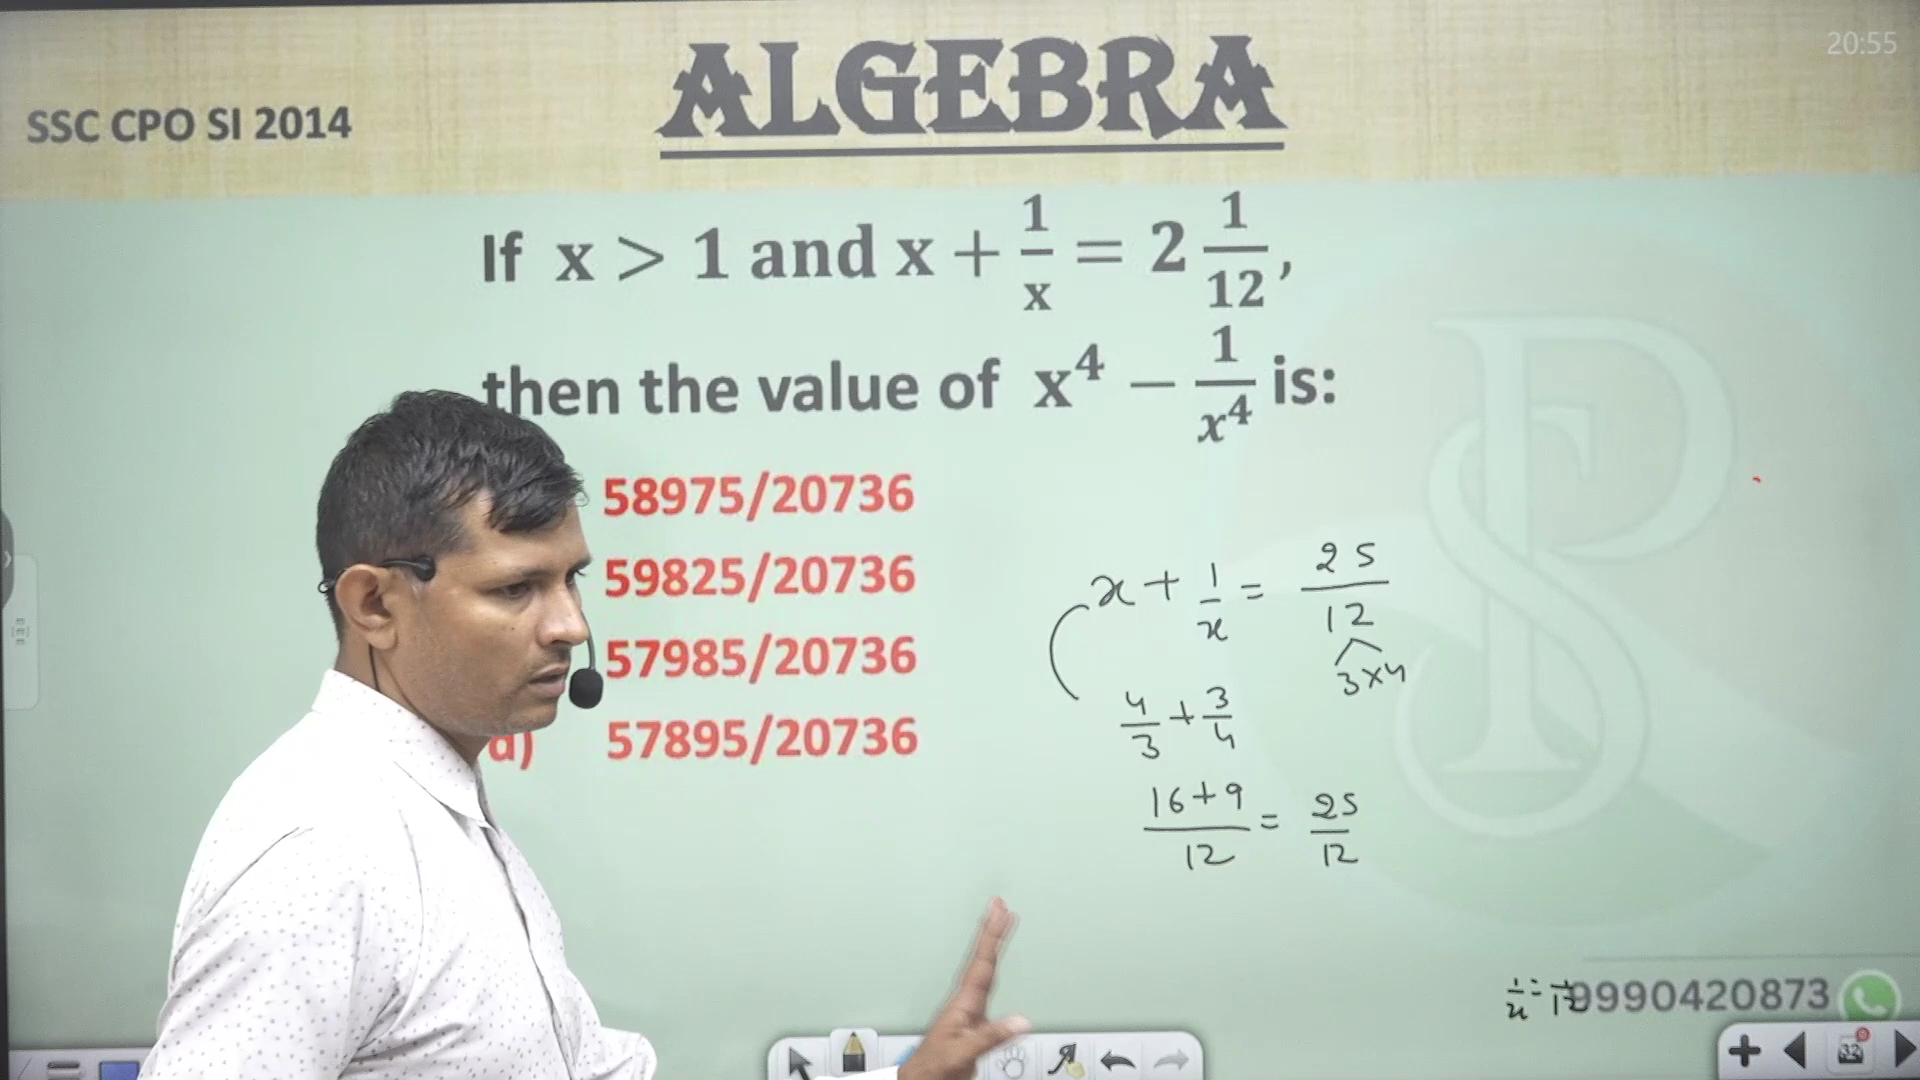 20:55
ALGEBRA
SSC CPO SI 2014
If x > 1 and x + 1/x = 2 1/12,
then the value of x⁴ − 1/x⁴ is:
58975/20736
59825/20736
57985/20736
d) 57895/20736
x + 1/x = 25/12
3×4
4/3 + 3/4
16+9/12 = 25/12
9990420873
32